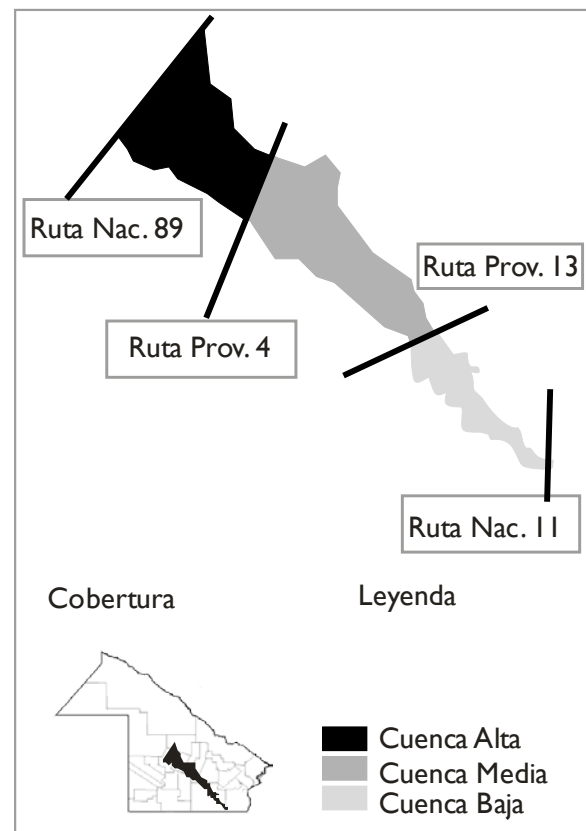 Ruta Nac. 89
Ruta Prov. 13
Ruta Prov. 4
Ruta Nac. 11
Cobertura
Leyenda
Cuenca Alta
Cuenca Media
Cuenca Baja